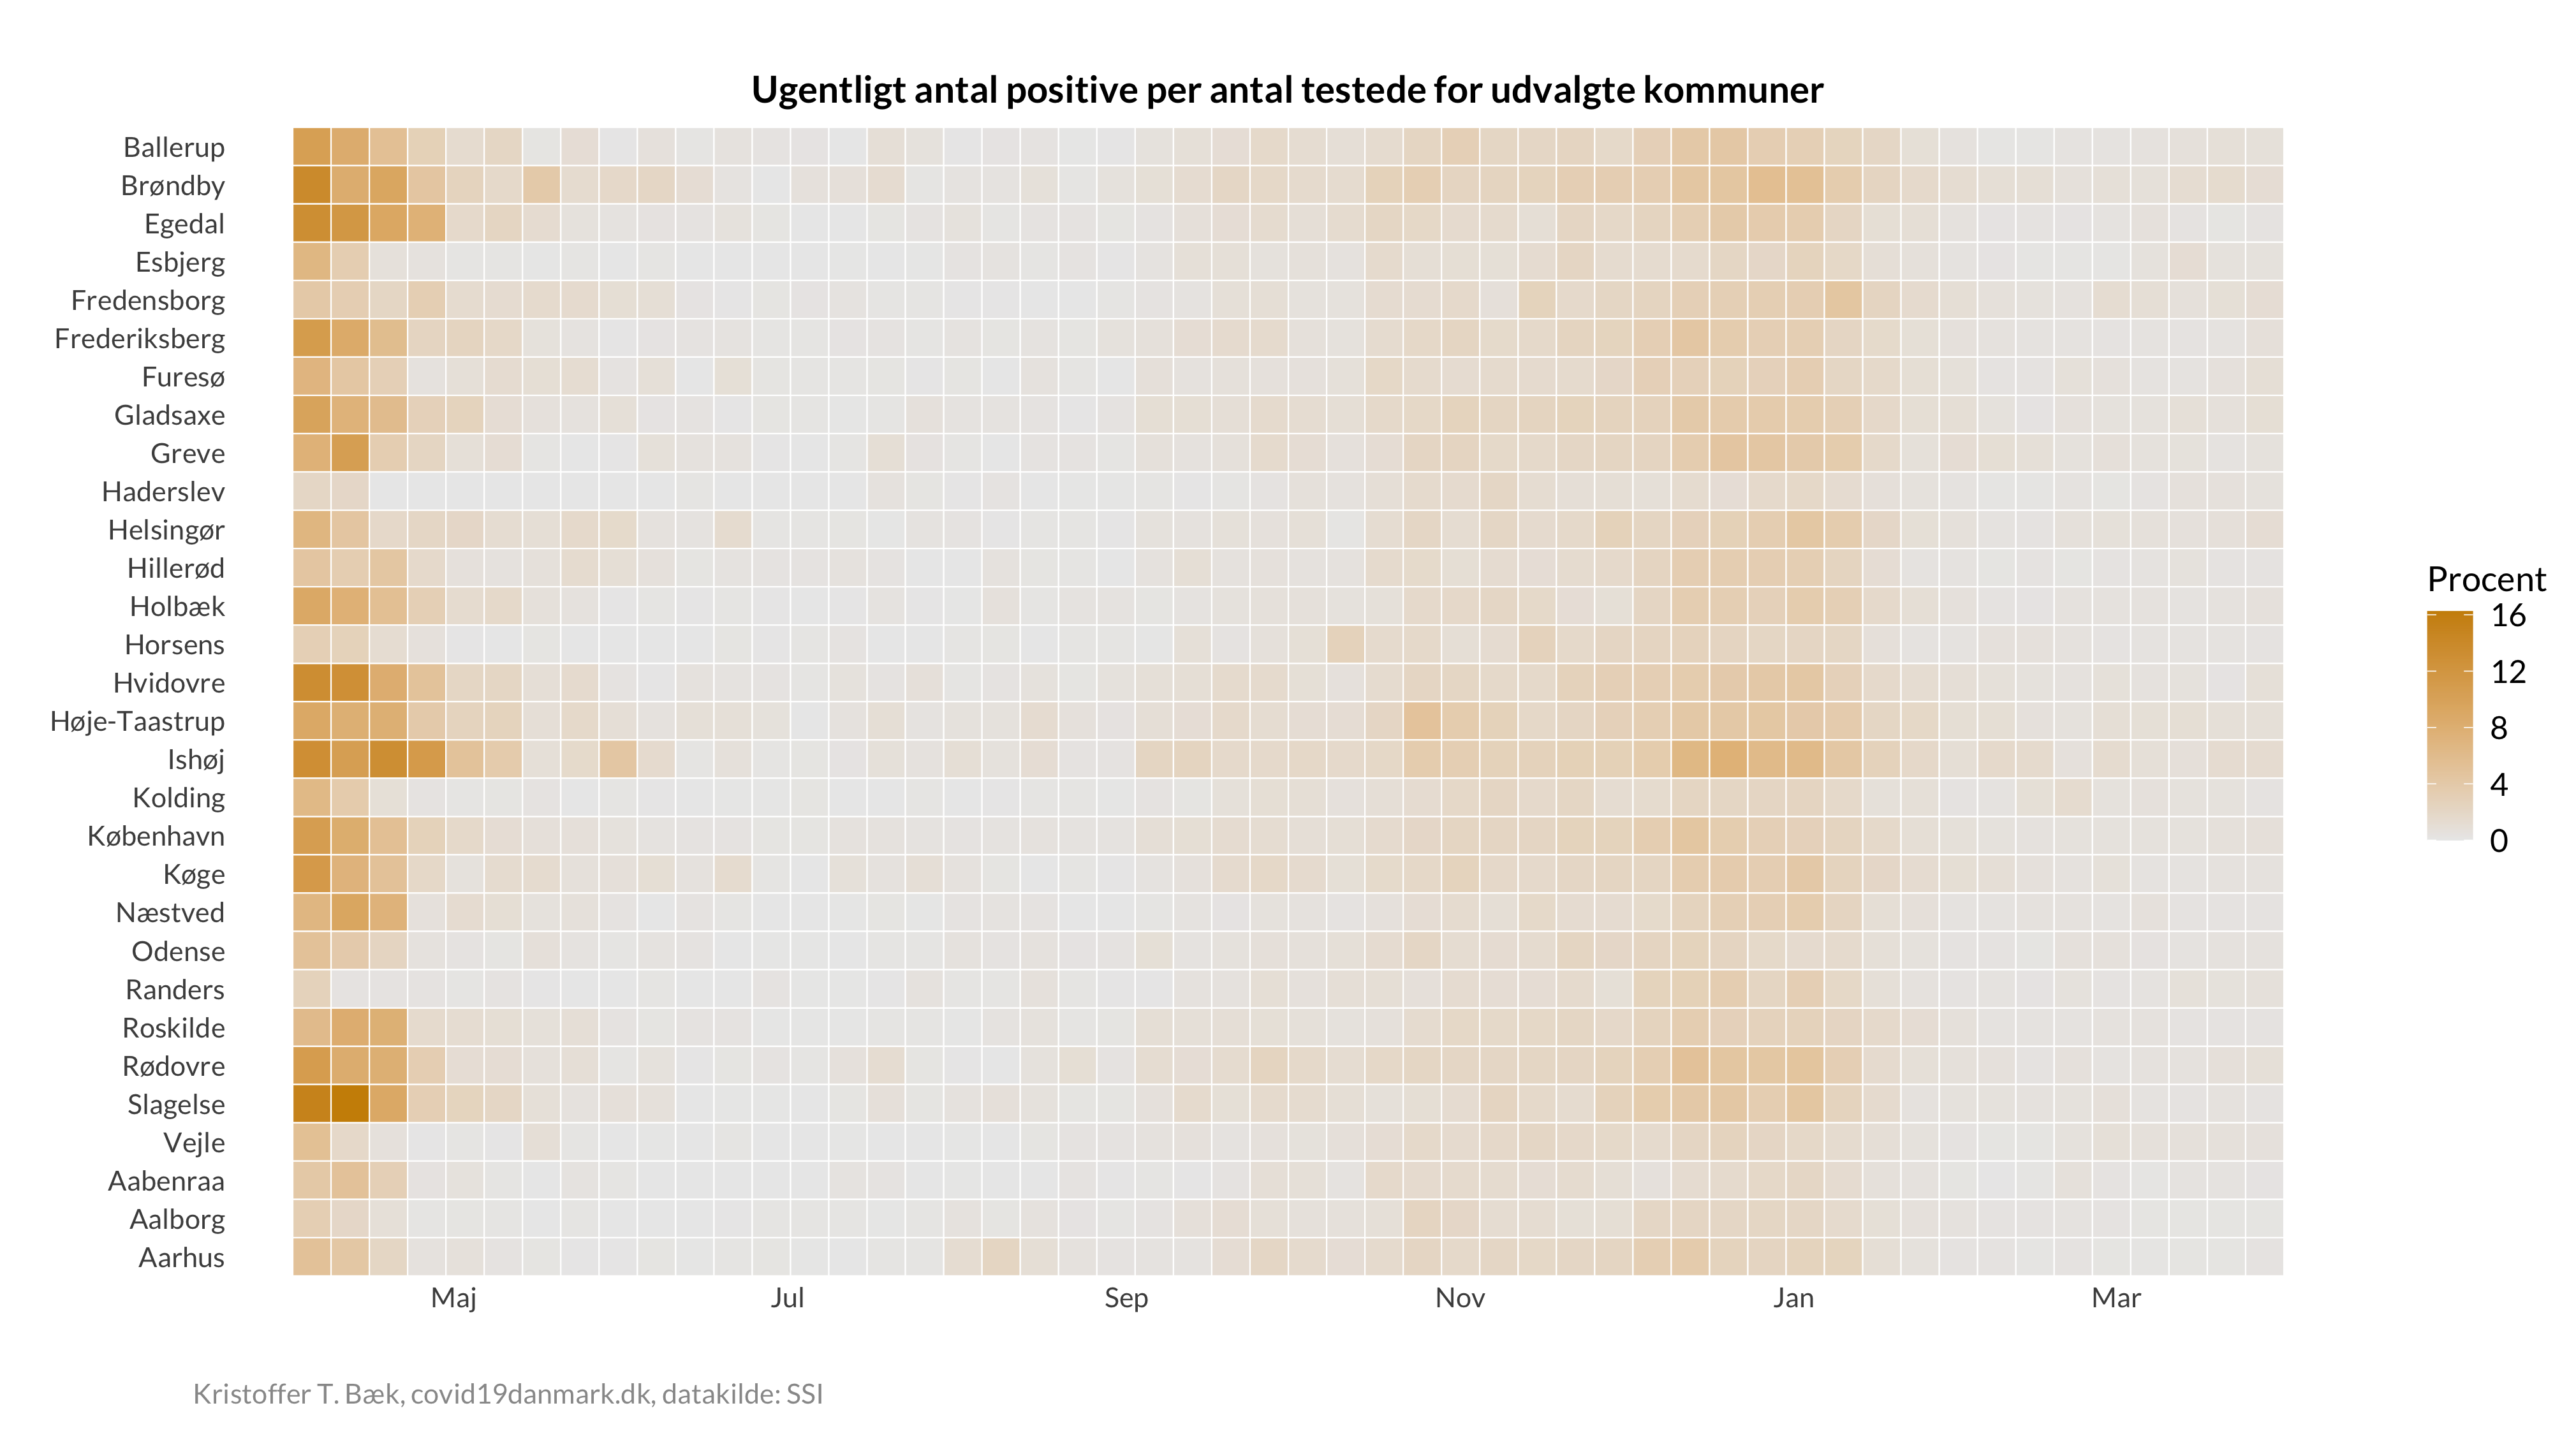 Ugentligt antal positive per antal testede for udvalgte kommuner
Ballerup
Brøndby
Egedal
Esbjerg
Fredensborg
Frederiksberg
Furesø
Gladsaxe
Greve
Haderslev
Helsingør
Hillerød
Holbæk
Horsens
Hvidovre
Høje-Taastrup
Ishøj
Kolding
København
Køge
Næstved
Odense
Randers
Roskilde
Rødovre
Slagelse
Vejle
Aabenraa
Aalborg
Aarhus
Maj Jul Sep Nov Jan Mar
Procent
16
12
8
4
0
Kristoffer T. Bæk, covid19danmark.dk, datakilde: SSI